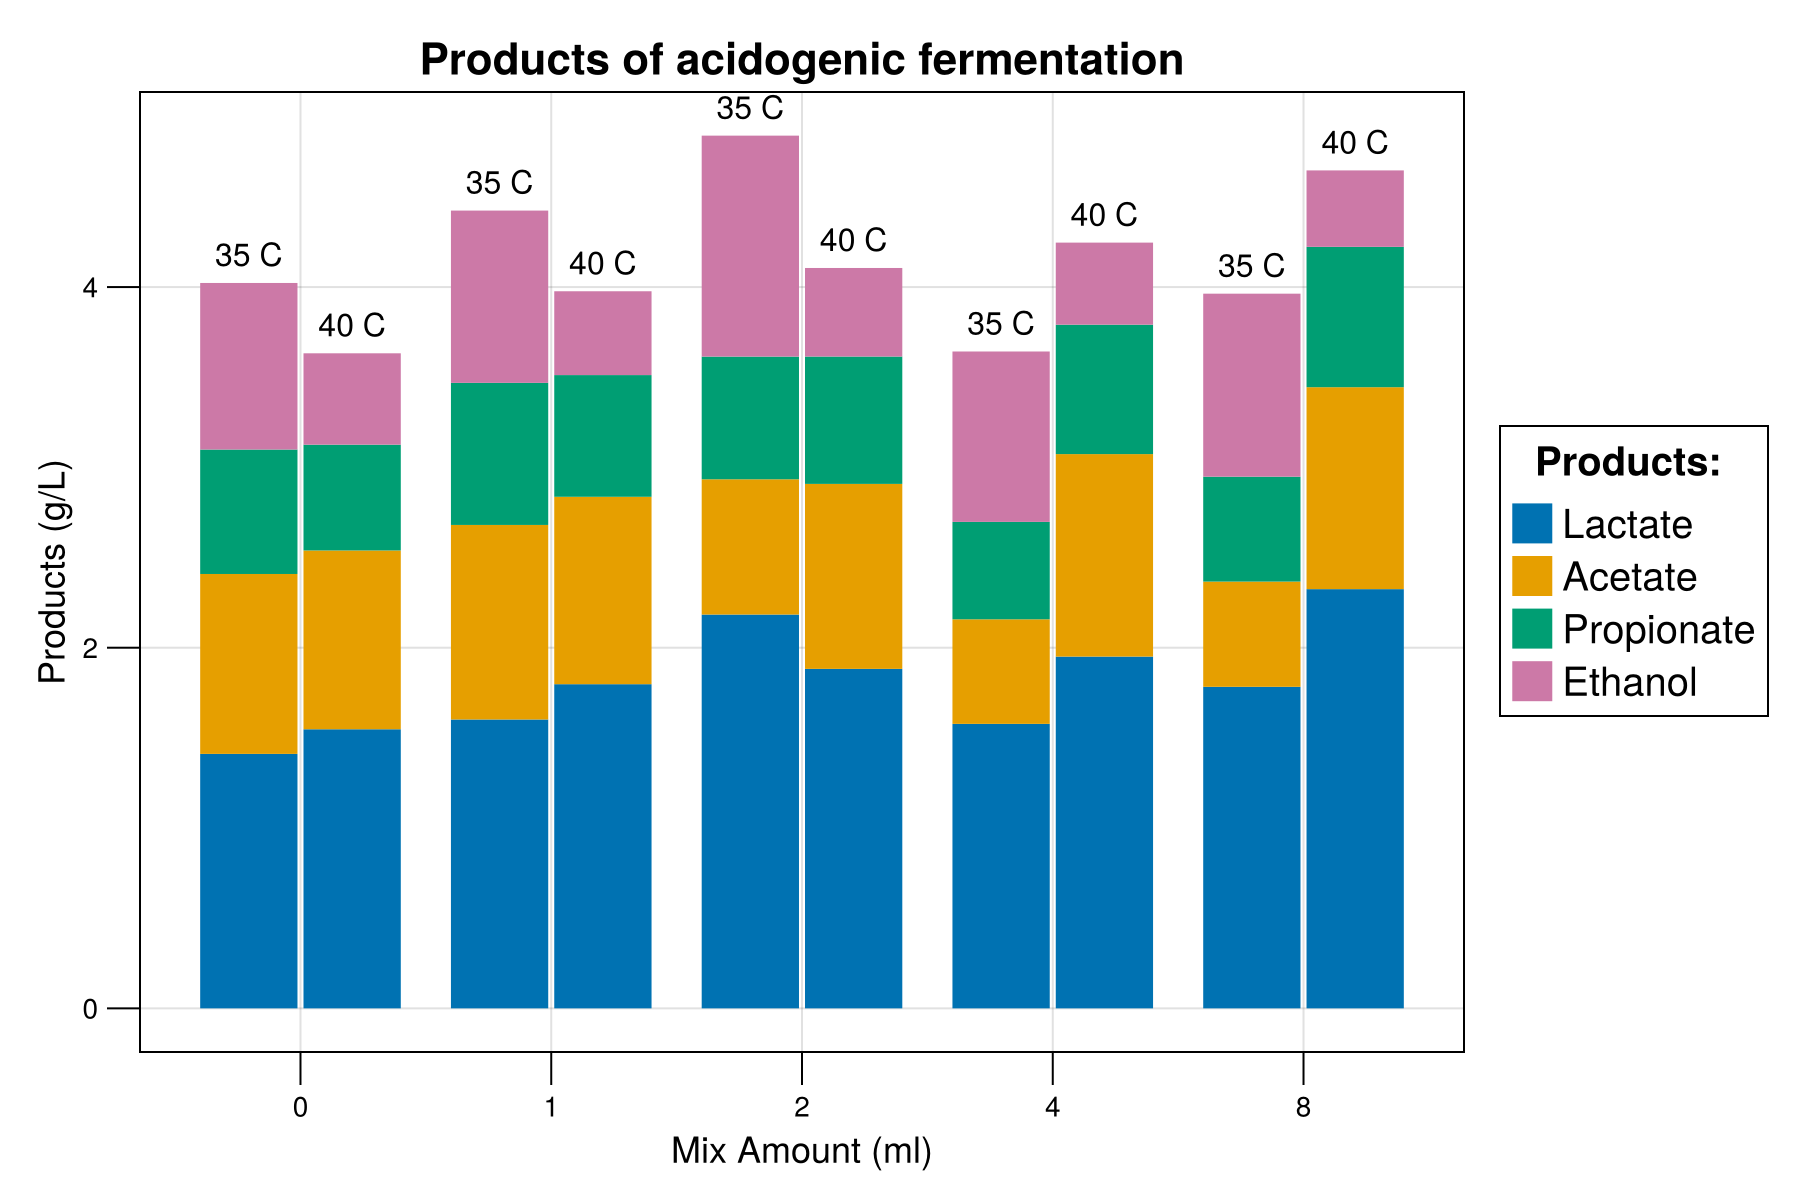 Products of acidogenic fermentation
35 C
40 C
35 C
40 C
35 C
40 C
35 C
40 C
35 C
40 C
4
2
0
Products (g/L)
0 1 2 4 8
Mix Amount (ml)
Products:
Lactate
Acetate
Propionate
Ethanol